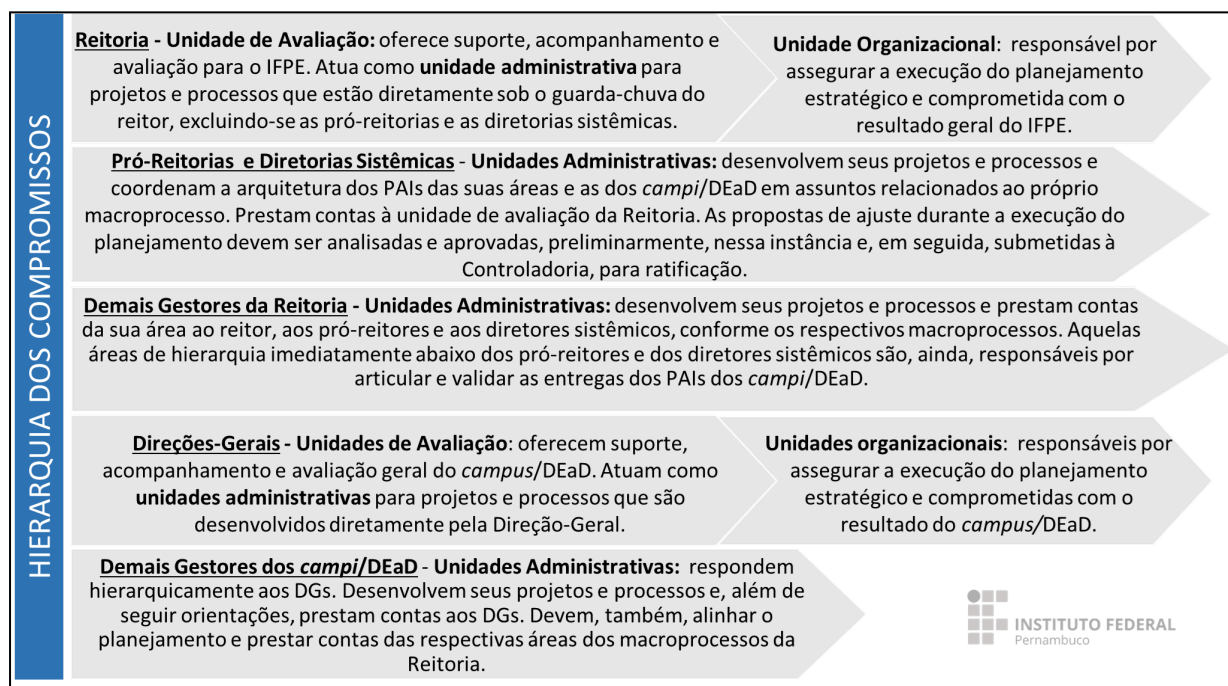 HIERARQUIA DOS COMPROMISSOS
Reitoria - Unidade de Avaliação: oferece suporte, acompanhamento e
avaliação para o IFPE. Atua como unidade administrativa para
projetos e processos que estão diretamente sob o guarda-chuva do
reitor, excluindo-se as pró-reitorias e as diretorias sistêmicas.
Unidade Organizacional: responsável por
assegurar a execução do planejamento
estratégico e comprometida com o
resultado geral do IFPE.
Pró-Reitorias e Diretorias Sistêmicas - Unidades Administrativas: desenvolvem seus projetos e processos e
coordenam a arquitetura dos PAIs das suas áreas e as dos campi/DEaD em assuntos relacionados ao próprio
macroprocesso. Prestam contas à unidade de avaliação da Reitoria. As propostas de ajuste durante a execução do
planejamento devem ser analisadas e aprovadas, preliminarmente, nessa instância e, em seguida, submetidas à
Controladoria, para ratificação.
Demais Gestores da Reitoria - Unidades Administrativas: desenvolvem seus projetos e processos e prestam contas
da sua área ao reitor, aos pró-reitores e aos diretores sistêmicos, conforme os respectivos macroprocessos. Aquelas
áreas de hierarquia imediatamente abaixo dos pró-reitores e dos diretores sistêmicos são, ainda, responsáveis por
articular e validar as entregas dos PAIs dos campi/DEaD.
Direções-Gerais - Unidades de Avaliação: oferecem suporte,
acompanhamento e avaliação geral do campus/DEaD. Atuam como
unidades administrativas para projetos e processos que são
desenvolvidos diretamente pela Direção-Geral.
Unidades organizacionais: responsáveis por
assegurar a execução do planejamento
estratégico e comprometidas com o
resultado do campus/DEaD.
Demais Gestores dos campi/DEaD - Unidades Administrativas: respondem
hierarquicamente aos DGs. Desenvolvem seus projetos e processos e, além de
seguir orientações, prestam contas aos DGs. Devem, também, alinhar o
planejamento e prestar contas das respectivas áreas dos macroprocessos da
Reitoria.
INSTITUTO FEDERAL
Pernambuco